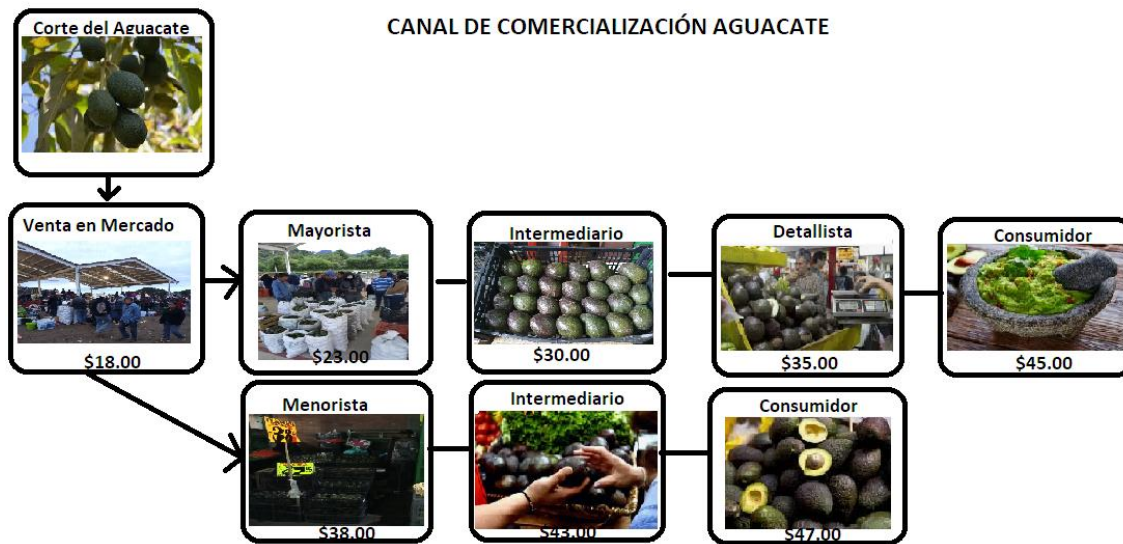 CANAL DE COMERCIALIZACIÓN AGUACATE
Corte del Aguacate
Venta en Mercado
$18.00
Mayorista
$23.00
Intermediario
$30.00
Detallista
$35.00
Consumidor
$45.00
Menorista
$38.00
Intermediario
$43.00
Consumidor
$47.00